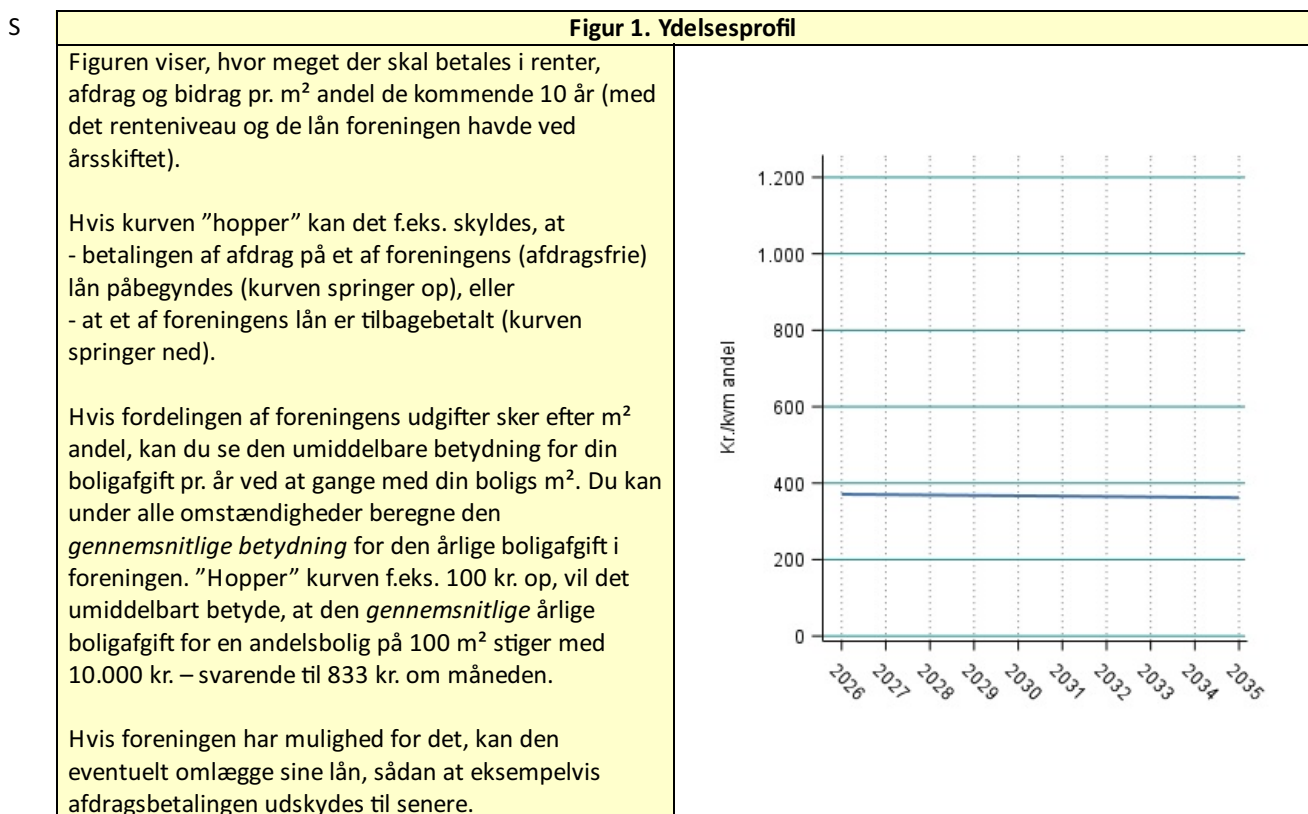 S
Figur 1. Ydelsesprofil
Figuren viser, hvor meget der skal betales i renter,
afdrag og bidrag pr. m² andel de kommende 10 år (med
det renteniveau og de lån foreningen havde ved
årsskiftet).
Hvis kurven ”hopper” kan det f.eks. skyldes, at
- betalingen af afdrag på et af foreningens (afdragsfrie)
lån påbegyndes (kurven springer op), eller
- at et af foreningens lån er tilbagebetalt (kurven
springer ned).
Hvis fordelingen af foreningens udgifter sker efter m²
andel, kan du se den umiddelbare betydning for din
boligafgift pr. år ved at gange med din boligs m². Du kan
under alle omstændigheder beregne den
gennemsnitlige betydning for den årlige boligafgift i
foreningen. ”Hopper” kurven f.eks. 100 kr. op, vil det
umiddelbart betyde, at den gennemsnitlige årlige
boligafgift for en andelsbolig på 100 m² stiger med
10.000 kr. – svarende til 833 kr. om måneden.
Hvis foreningen har mulighed for det, kan den
eventuelt omlægge sine lån, sådan at eksempelvis
afdragsbetalingen udskydes til senere.
Kr./kvm andel
1.200
1.000
800
600
400
200
0
2026
2027
2028
2029
2030
2031
2032
2033
2034
2035